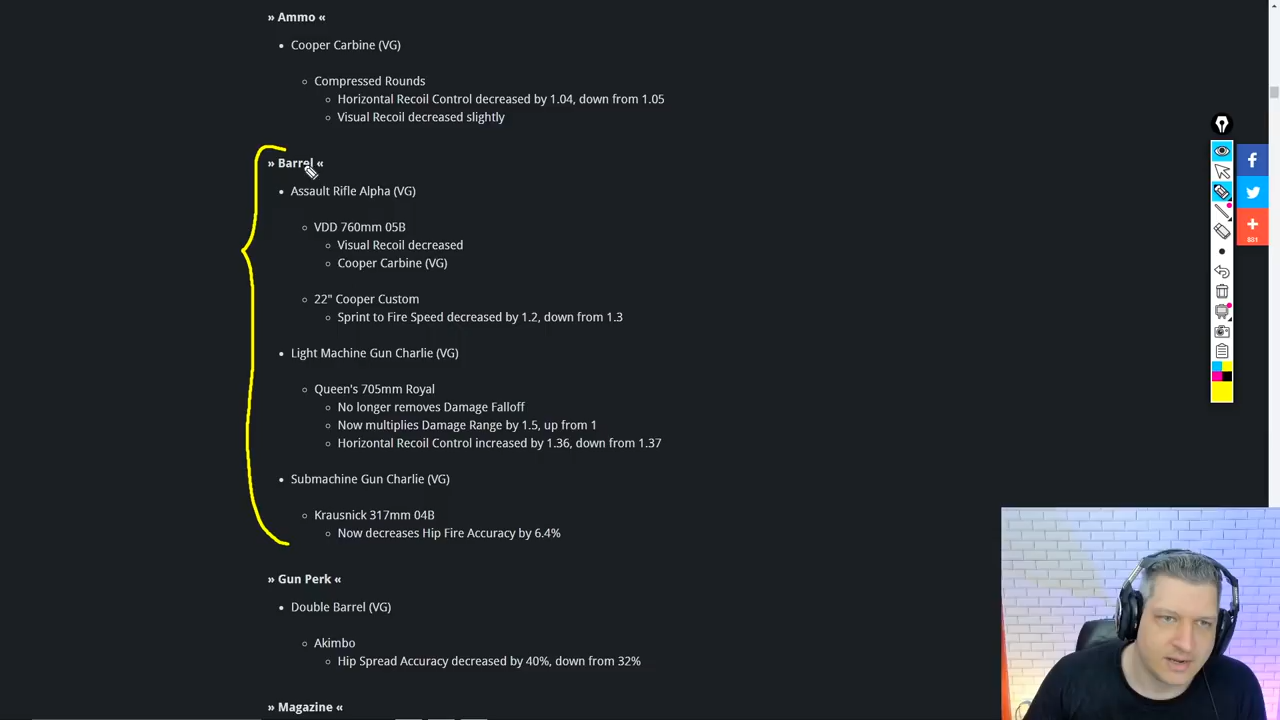 » Ammo «
• Cooper Carbine (VG)
◦ Compressed Rounds
◦ Horizontal Recoil Control decreased by 1.04, down from 1.05
◦ Visual Recoil decreased slightly
» Barrel «
• Assault Rifle Alpha (VG)
◦ VDD 760mm 05B
◦ Visual Recoil decreased
◦ Cooper Carbine (VG)
◦ 22" Cooper Custom
◦ Sprint to Fire Speed decreased by 1.2, down from 1.3
• Light Machine Gun Charlie (VG)
◦ Queen's 705mm Royal
◦ No longer removes Damage Falloff
◦ Now multiplies Damage Range by 1.5, up from 1
◦ Horizontal Recoil Control increased by 1.36, down from 1.37
• Submachine Gun Charlie (VG)
◦ Krausnick 317mm 04B
◦ Now decreases Hip Fire Accuracy by 6.4%
» Gun Perk «
• Double Barrel (VG)
◦ Akimbo
◦ Hip Spread Accuracy decreased by 40%, down from 32%
» Magazine «
881